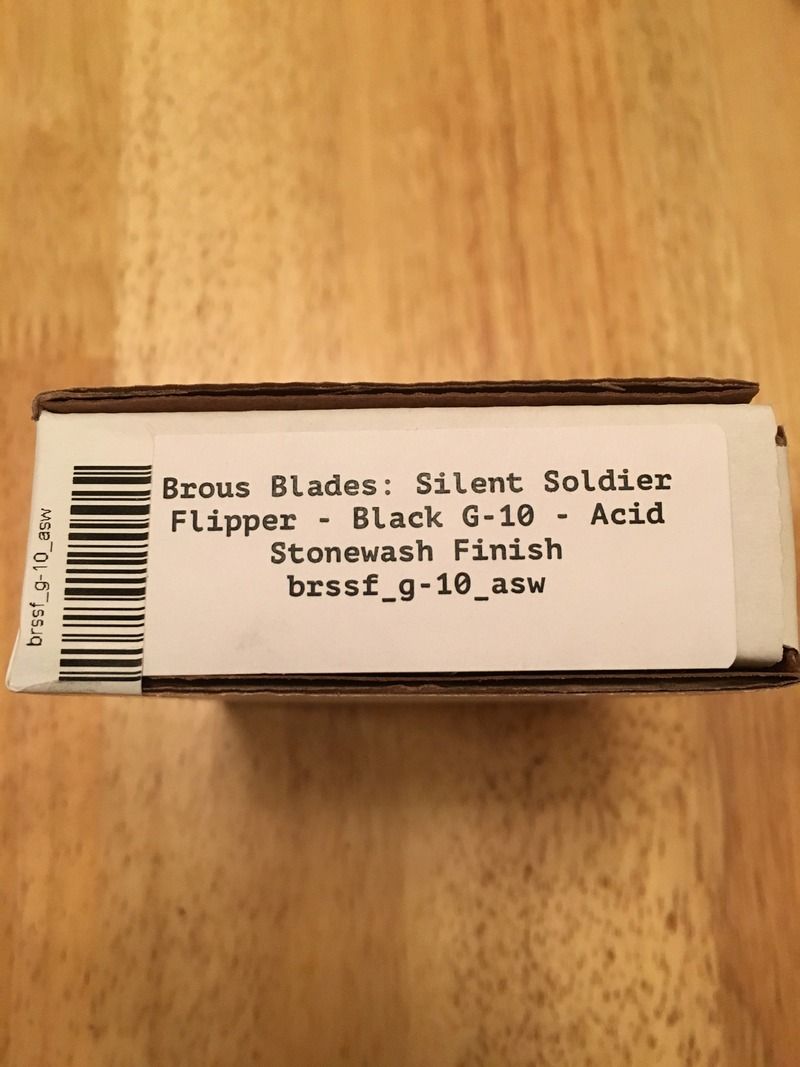 brssf_g-10_asw
Brous Blades: Silent Soldier
Flipper - Black G-10 - Acid
Stonewash Finish
brssf_g-10_asw